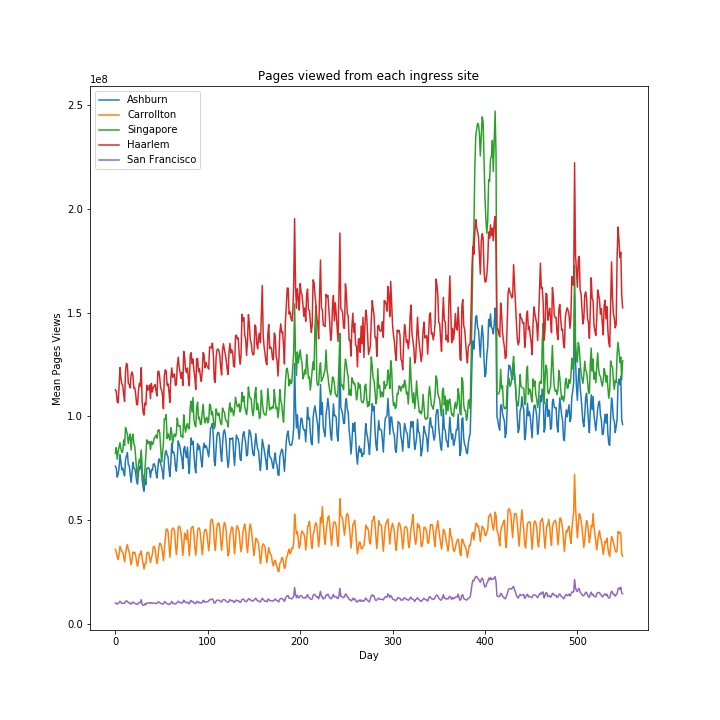 Pages viewed from each ingress site
1e8
Ashburn
Carrollton
Singapore
Haarlem
San Francisco
2.5
2.0
1.5
1.0
0.5
0.0
Mean Pages Views
0 100 200 300 400 500
Day